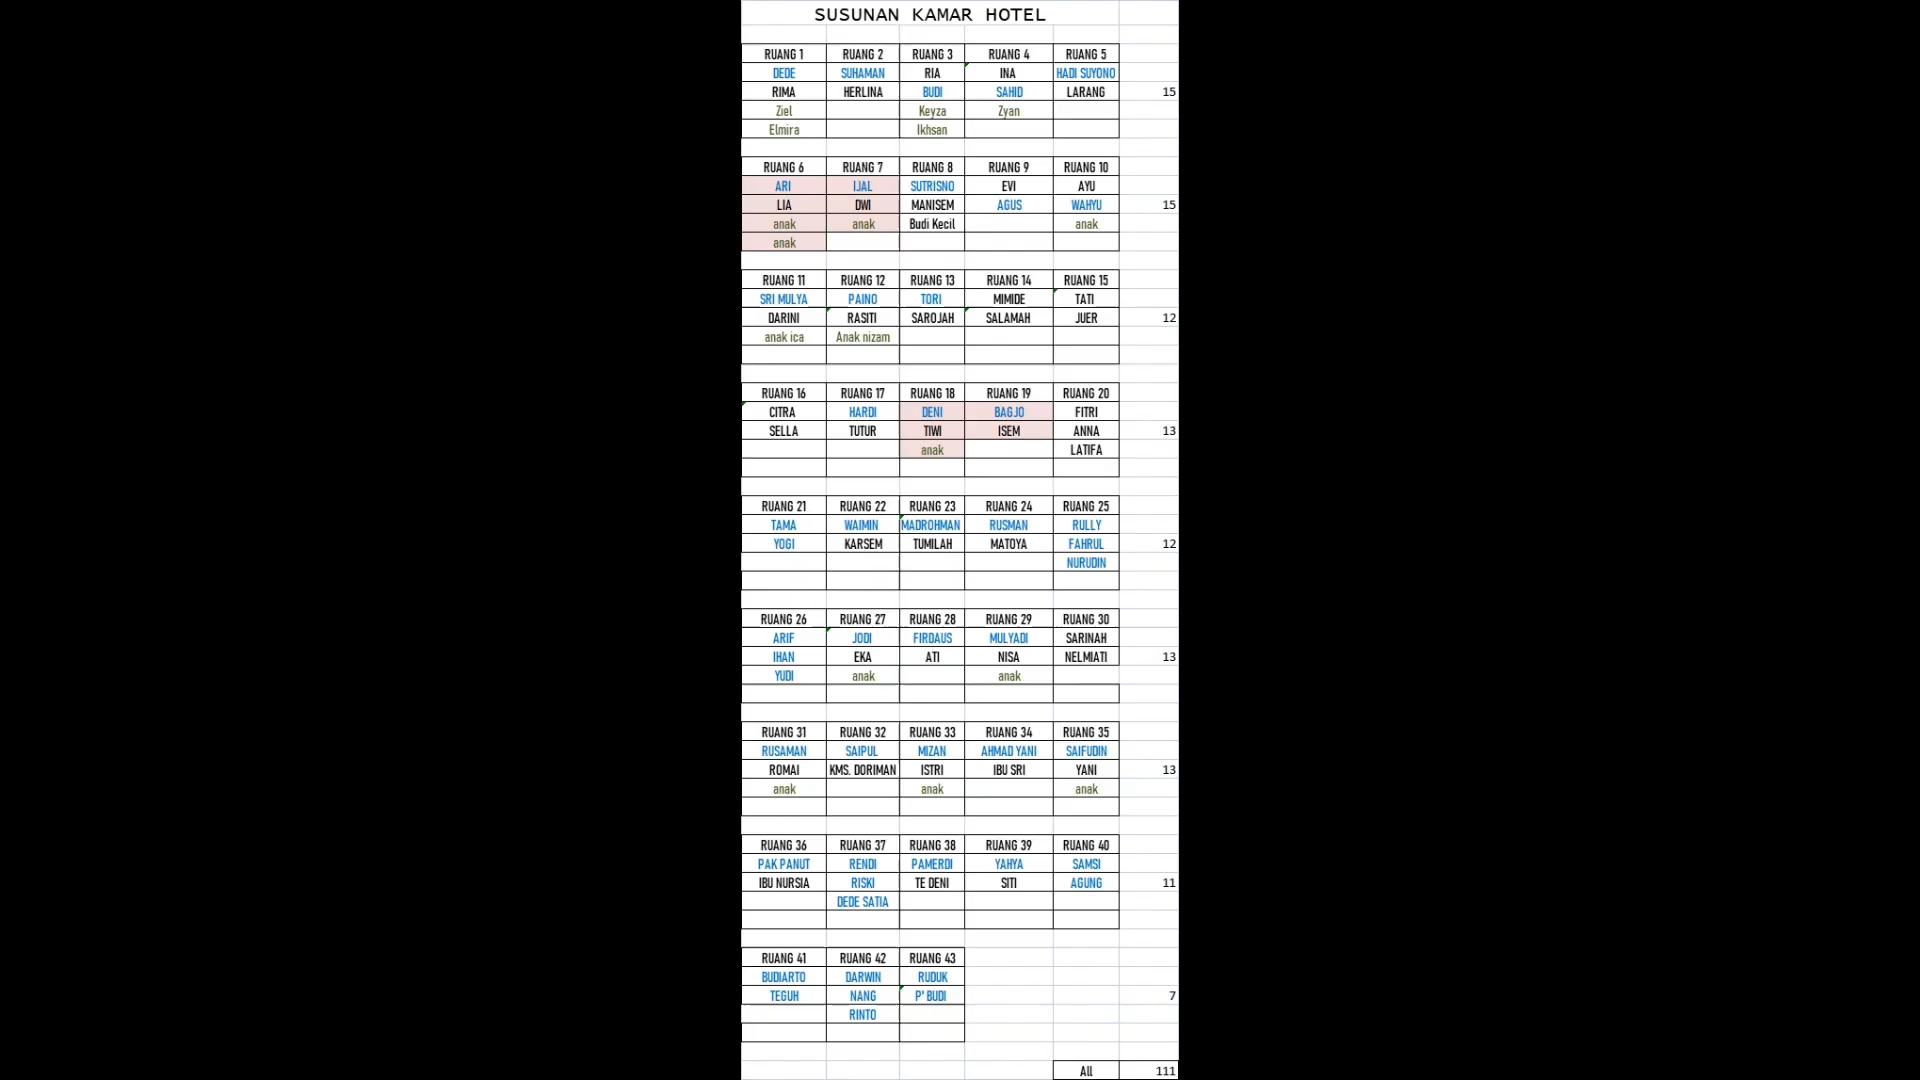 SUSUNAN KAMAR HOTEL
RUANG 1 RUANG 2 RUANG 3 RUANG 4 RUANG 5
DEDE SUHAMAN RIA INA HADI SUYONO
RIMA HERLINA BUDI SAHID LARANG 15
Ziel Keyza Zyan
Elmira Ikhsan
RUANG 6 RUANG 7 RUANG 8 RUANG 9 RUANG 10
ARI IJAL SUTRISNO EVI AYU
LIA DWI MANISEM AGUS WAHYU 15
anak anak Budi Kecil anak
anak
RUANG 11 RUANG 12 RUANG 13 RUANG 14 RUANG 15
SRI MULYA PAINO TORI MIMIDE TATI
DARINI RASITI SAROJAH SALAMAH JUER 12
anak ica Anak nizam
RUANG 16 RUANG 17 RUANG 18 RUANG 19 RUANG 20
CITRA HARDI DENI BAGJO FITRI
SELLA TUTUR TIWI ISEM ANNA 13
anak LATIFA
RUANG 21 RUANG 22 RUANG 23 RUANG 24 RUANG 25
TAMA WAIMIN MADROHMAN RUSMAN RULLY
YOGI KARSEM TUMILAH MATOYA FAHRUL 12
NURUDIN
RUANG 26 RUANG 27 RUANG 28 RUANG 29 RUANG 30
ARIF JODI FIRDAUS MULYADI SARINAH
IHAN EKA ATI NISA NELMIATI 13
YUDI anak anak
RUANG 31 RUANG 32 RUANG 33 RUANG 34 RUANG 35
RUSAMAN SAIPUL MIZAN AHMAD YANI SAIFUDIN
ROMAI KMS. DORIMAN ISTRI IBU SRI YANI 13
anak anak anak
RUANG 36 RUANG 37 RUANG 38 RUANG 39 RUANG 40
PAK PANUT RENDI PAMERDI YAHYA SAMSI
IBU NURSIA RISKI TE DENI SITI AGUNG 11
DEDE SATIA
RUANG 41 RUANG 42 RUANG 43
BUDIARTO DARWIN RUDUK
TEGUH NANG P' BUDI 7
RINTO
All 111